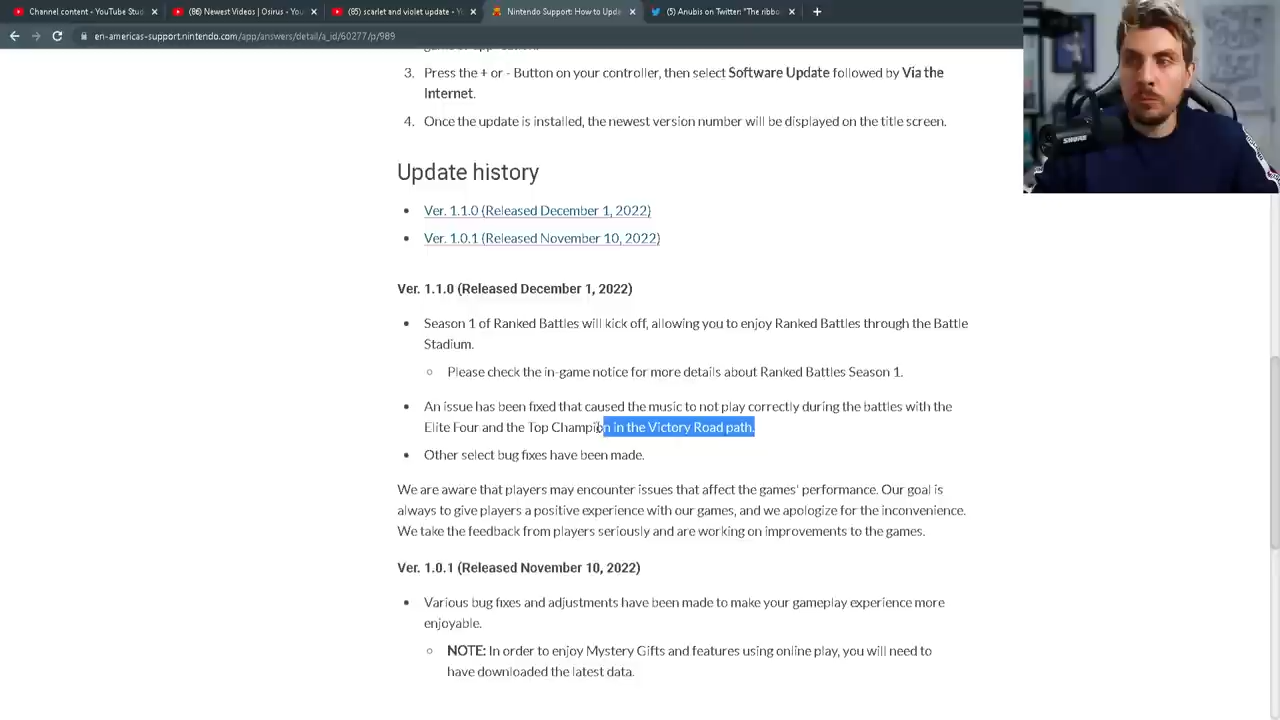 Channel content - YouTube Stud
(86) Newest Videos | Osirus - You
(85) scarlet and violet update - Y
Nintendo Support: How to Upda
(5) Anubis on Twitter: "The ribbo
en-americas-support.nintendo.com/app/answers/detail/a_id/60277/p/989
3. Press the + or - Button on your controller, then select Software Update followed by Via the
Internet.
4. Once the update is installed, the newest version number will be displayed on the title screen.
SHURE
Update history
• Ver. 1.1.0 (Released December 1, 2022)
• Ver. 1.0.1 (Released November 10, 2022)
Ver. 1.1.0 (Released December 1, 2022)
• Season 1 of Ranked Battles will kick off, allowing you to enjoy Ranked Battles through the Battle
Stadium.
○ Please check the in-game notice for more details about Ranked Battles Season 1.
• An issue has been fixed that caused the music to not play correctly during the battles with the
Elite Four and the Top Champion in the Victory Road path.
• Other select bug fixes have been made.
We are aware that players may encounter issues that affect the games' performance. Our goal is
always to give players a positive experience with our games, and we apologize for the inconvenience.
We take the feedback from players seriously and are working on improvements to the games.
Ver. 1.0.1 (Released November 10, 2022)
• Various bug fixes and adjustments have been made to make your gameplay experience more
enjoyable.
○ NOTE: In order to enjoy Mystery Gifts and features using online play, you will need to
have downloaded the latest data.